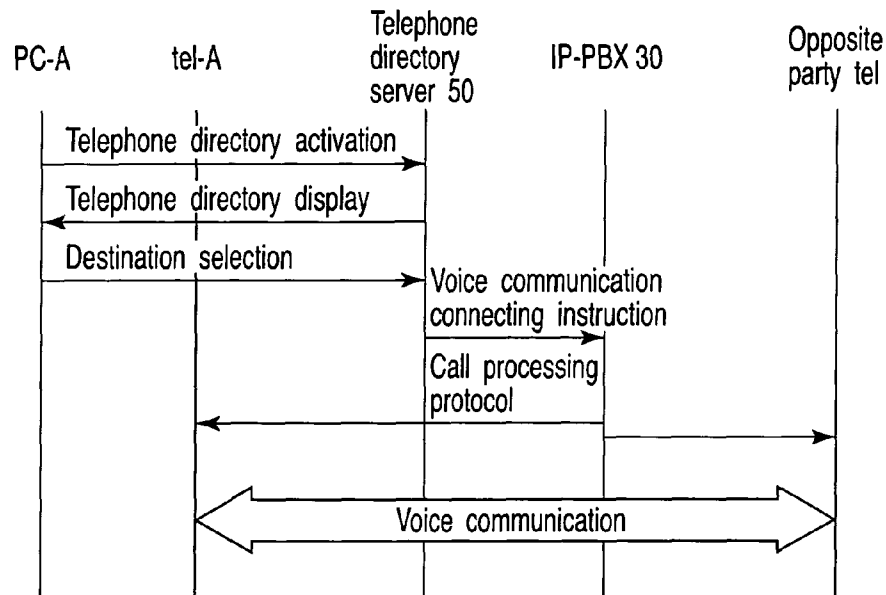 PC-A
tel-A
Telephone
directory
server 50
IP-PBX 30
Opposite
party tel
Telephone directory activation
Telephone directory display
Destination selection
Voice communication
connecting instruction
Call processing
protocol
Voice communication